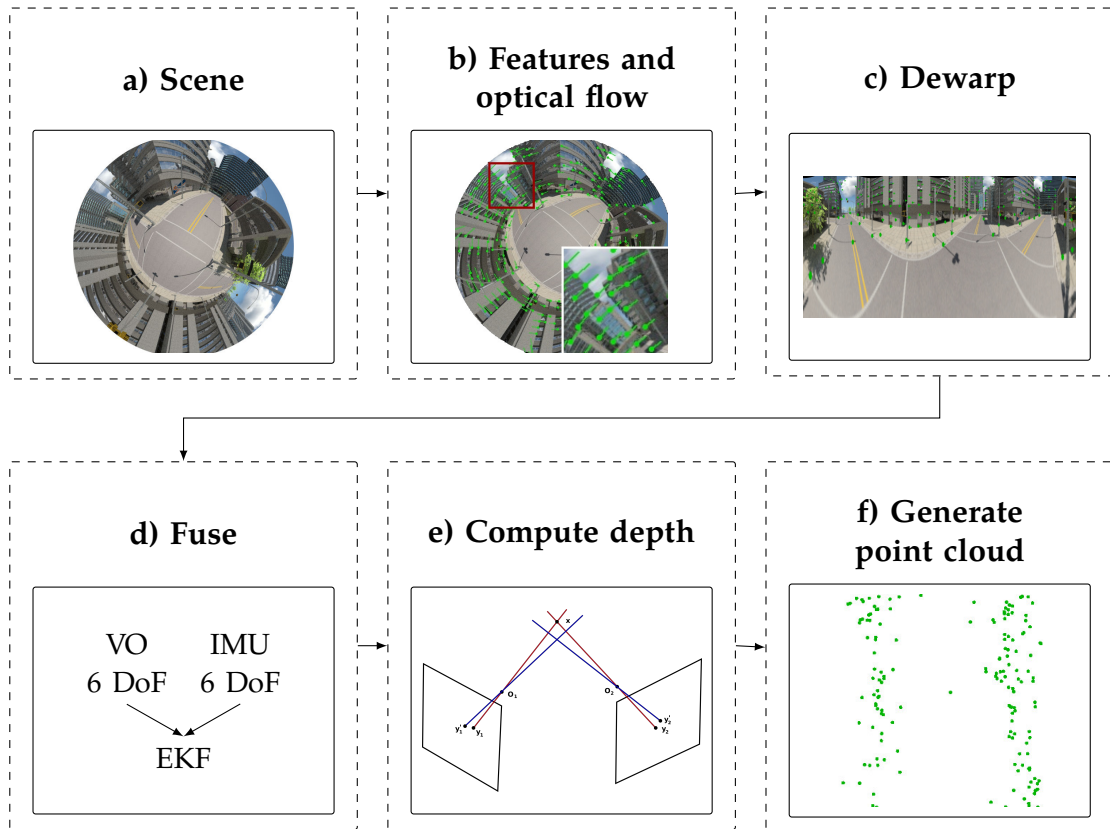 a) Scene
b) Features and
optical flow
c) Dewarp
d) Fuse
VO IMU
6 DoF 6 DoF
EKF
e) Compute depth
x
O₁
O₂
y'₁ y₁
y'₂
y₂
f) Generate
point cloud